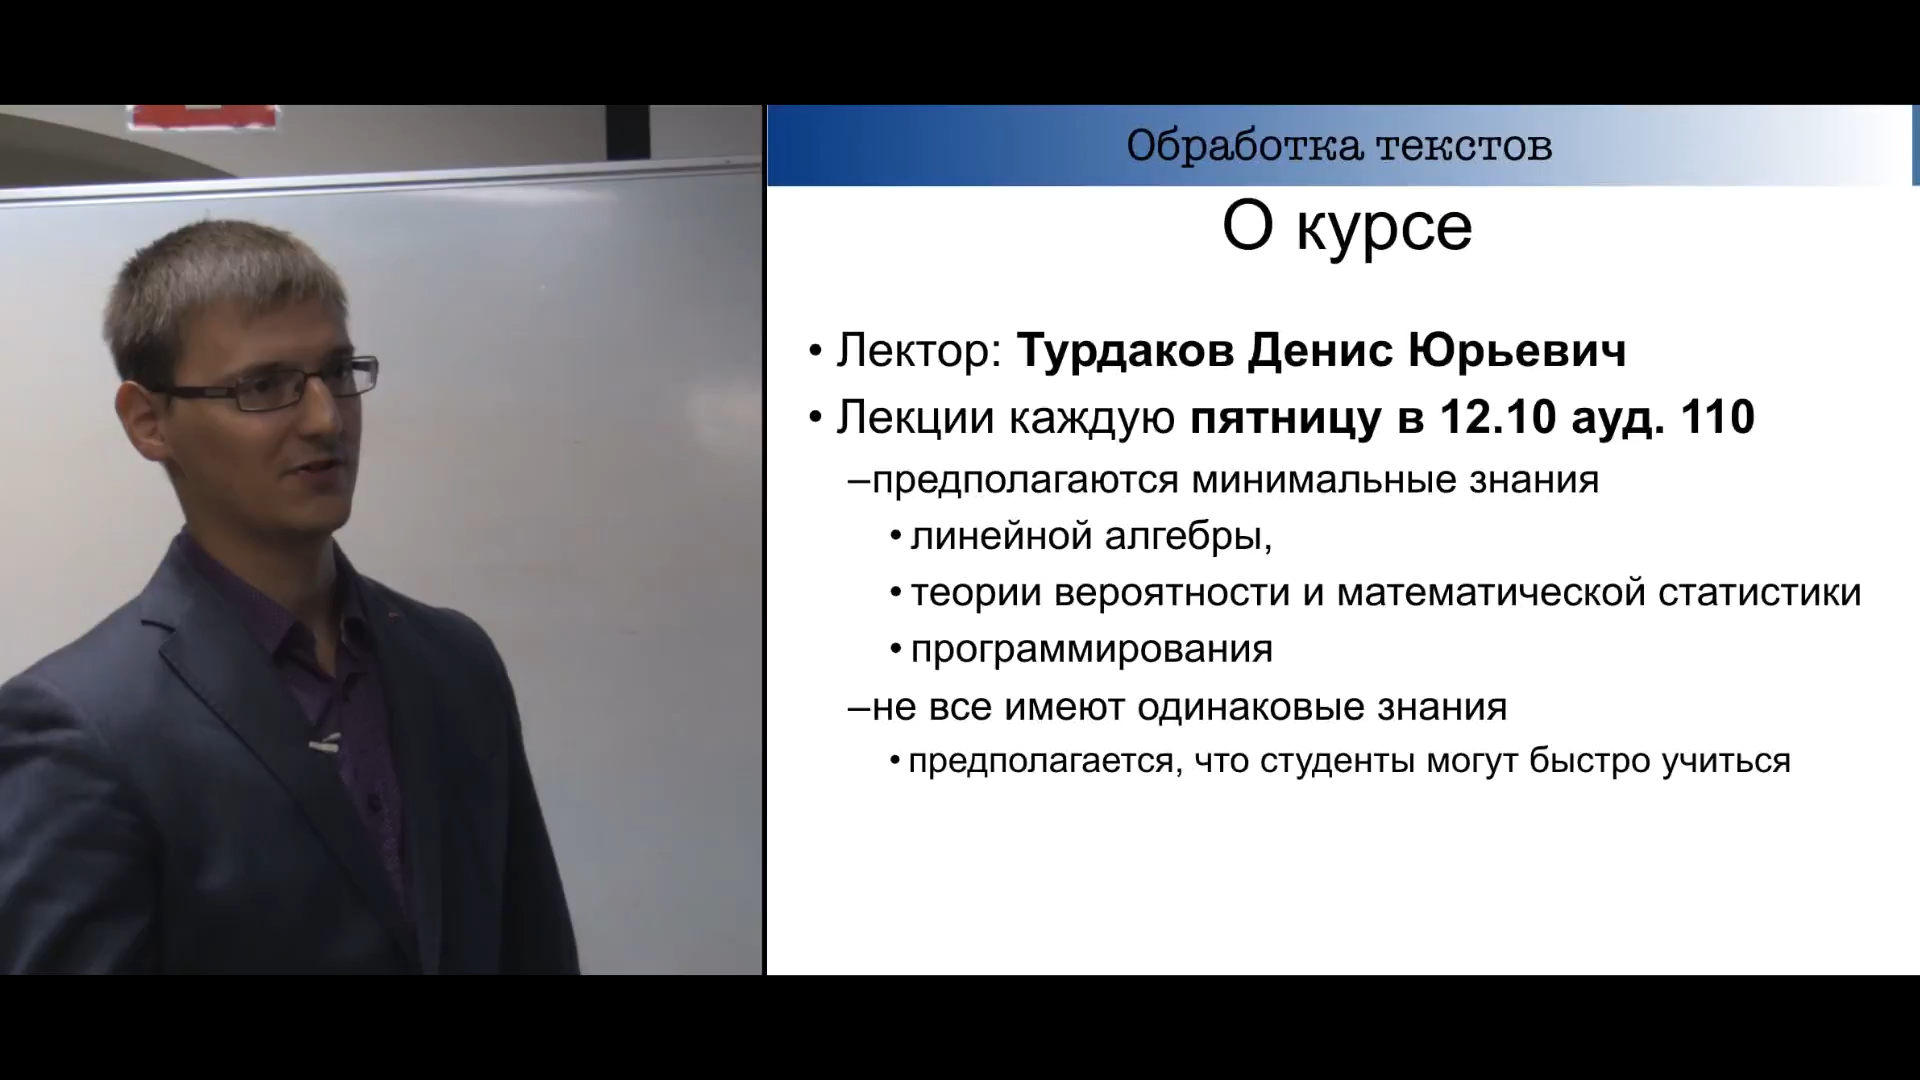 Обработка текстов
О курсе
• Лектор: Турдаков Денис Юрьевич
• Лекции каждую пятницу в 12.10 ауд. 110
–предполагаются минимальные знания
• линейной алгебры,
• теории вероятности и математической статистики
• программирования
–не все имеют одинаковые знания
• предполагается, что студенты могут быстро учиться